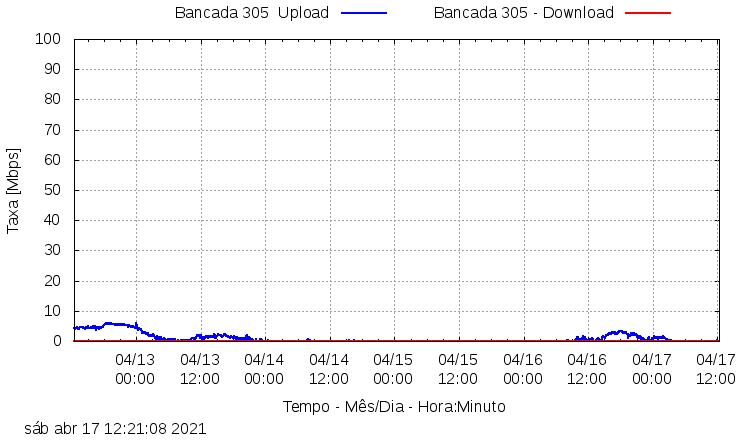 Bancada 305  Upload
Bancada 305 - Download
100
90
80
70
60
50
40
30
20
10
0
Taxa [Mbps]
04/13 04/13 04/14 04/14 04/15 04/15 04/16 04/16 04/17 04/17
00:00 12:00 00:00 12:00 00:00 12:00 00:00 12:00 00:00 12:00
Tempo - Mês/Dia - Hora:Minuto
sáb abr 17 12:21:08 2021